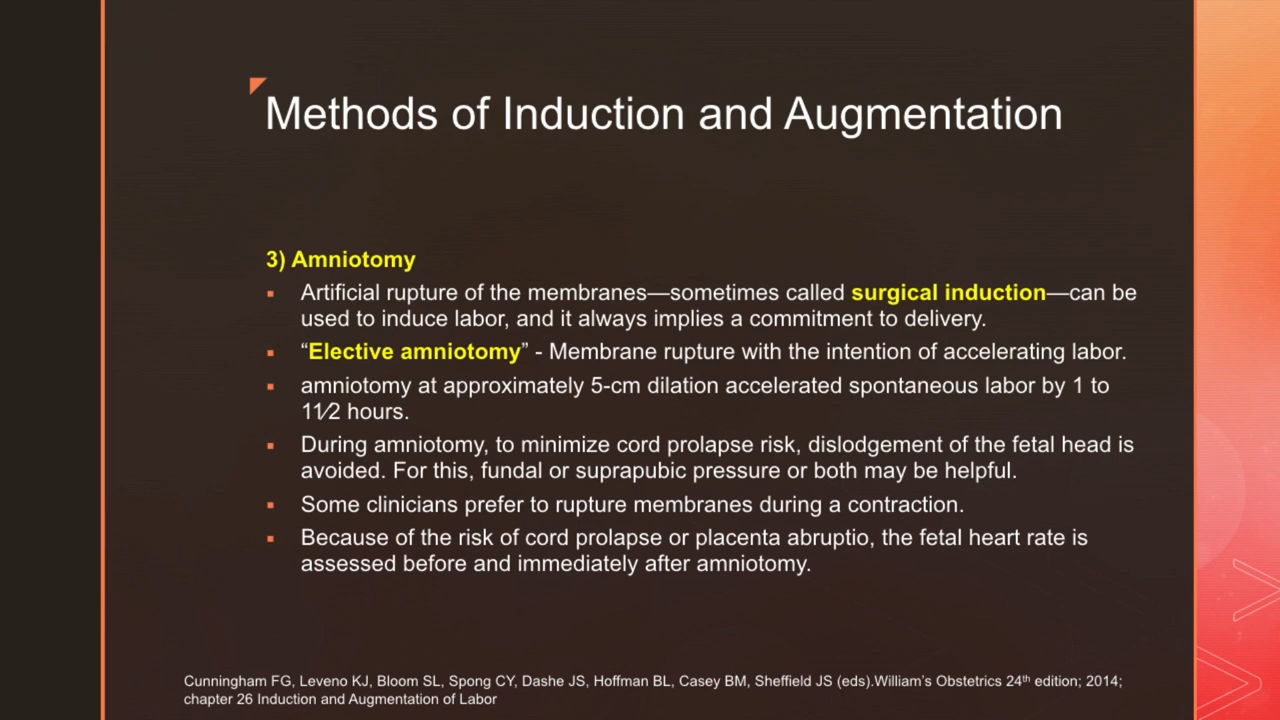 Methods of Induction and Augmentation
3) Amniotomy
▪ Artificial rupture of the membranes—sometimes called surgical induction—can be
used to induce labor, and it always implies a commitment to delivery.
▪ “Elective amniotomy” - Membrane rupture with the intention of accelerating labor.
▪ amniotomy at approximately 5-cm dilation accelerated spontaneous labor by 1 to
11⁄2 hours.
▪ During amniotomy, to minimize cord prolapse risk, dislodgement of the fetal head is
avoided. For this, fundal or suprapubic pressure or both may be helpful.
▪ Some clinicians prefer to rupture membranes during a contraction.
▪ Because of the risk of cord prolapse or placenta abruptio, the fetal heart rate is
assessed before and immediately after amniotomy.
Cunningham FG, Leveno KJ, Bloom SL, Spong CY, Dashe JS, Hoffman BL, Casey BM, Sheffield JS (eds).William’s Obstetrics 24th edition; 2014;
chapter 26 Induction and Augmentation of Labor